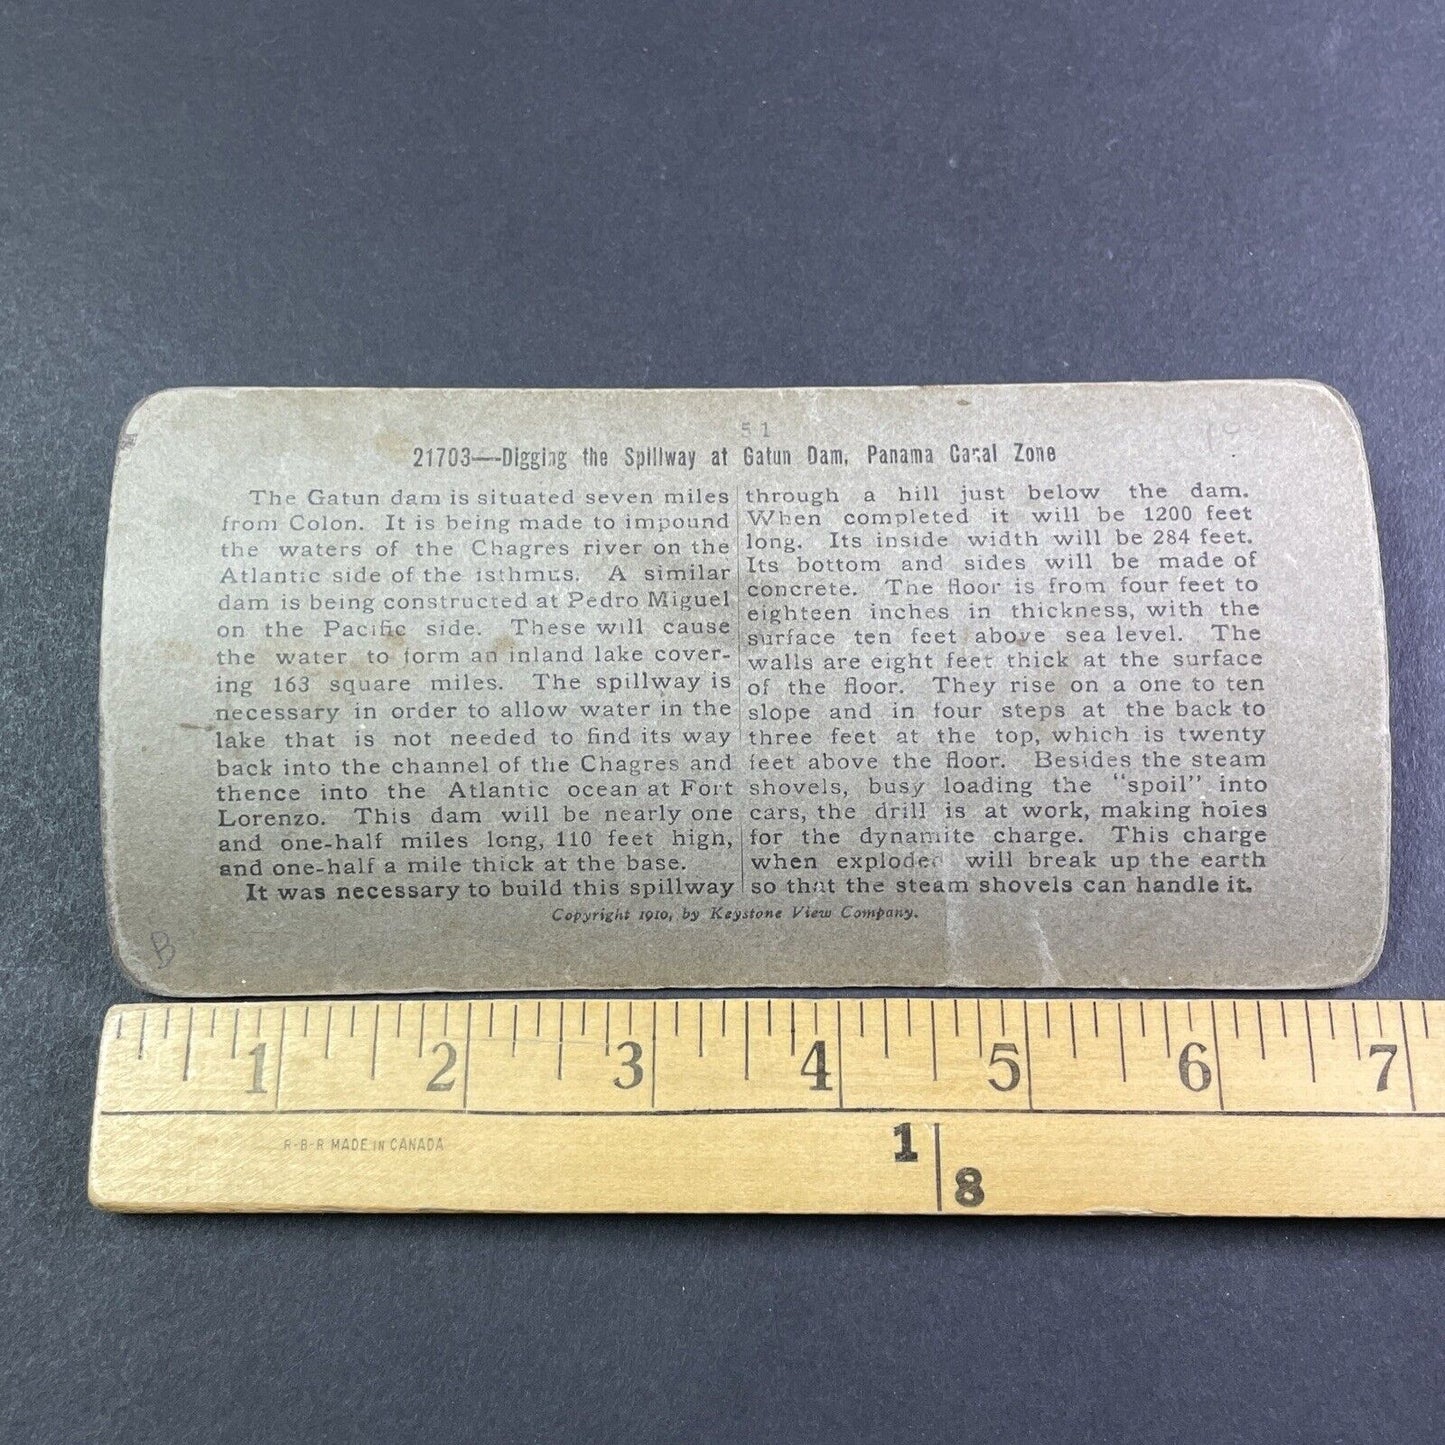 51
21703—Digging the Spillway at Gatun Dam, Panama Canal Zone
The Gatun dam is situated seven miles
from Colon. It is being made to impound
the waters of the Chagres river on the
Atlantic side of the isthmus. A similar
dam is being constructed at Pedro Miguel
on the Pacific side. These will cause
the water to form an inland lake cover-
ing 163 square miles. The spillway is
necessary in order to allow water in the
lake that is not needed to find its way
back into the channel of the Chagres and
thence into the Atlantic ocean at Fort
Lorenzo. This dam will be nearly one
and one-half miles long, 110 feet high,
and one-half a mile thick at the base.
It was necessary to build this spillway
through a hill just below the dam.
When completed it will be 1200 feet
long. Its inside width will be 284 feet.
Its bottom and sides will be made of
concrete. The floor is from four feet to
eighteen inches in thickness, with the
surface ten feet above sea level. The
walls are eight feet thick at the surface
of the floor. They rise on a one to ten
slope and in four steps at the back to
three feet at the top, which is twenty
feet above the floor. Besides the steam
shovels, busy loading the "spoil" into
cars, the drill is at work, making holes
for the dynamite charge. This charge
when exploded will break up the earth
so that the steam shovels can handle it.
Copyright 1910, by Keystone View Company.
B
1 2 3 4 5 6 7
R-B-R MADE IN CANADA
1 8